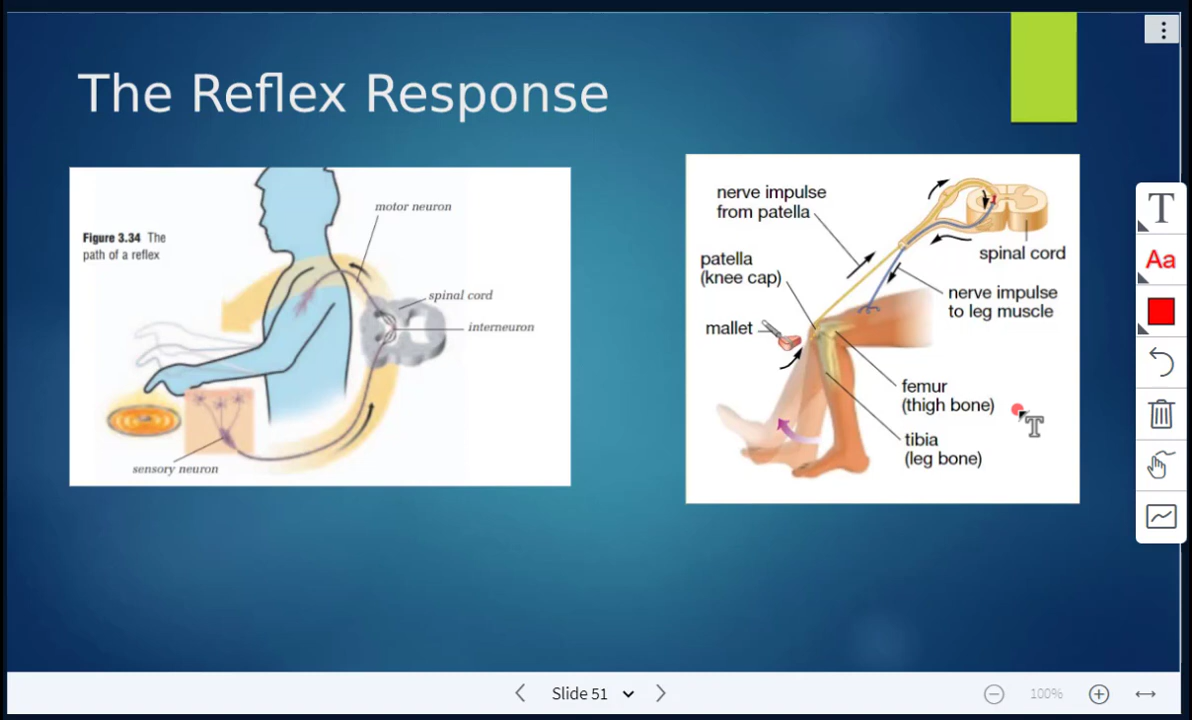 The Reflex Response
Figure 3.34 The
path of a reflex
motor neuron
spinal cord
interneuron
sensory neuron
nerve impulse
from patella
spinal cord
patella
(knee cap)
nerve impulse
to leg muscle
mallet
femur
(thigh bone)
tibia
(leg bone)
T
Aa
T
Slide 51
100%